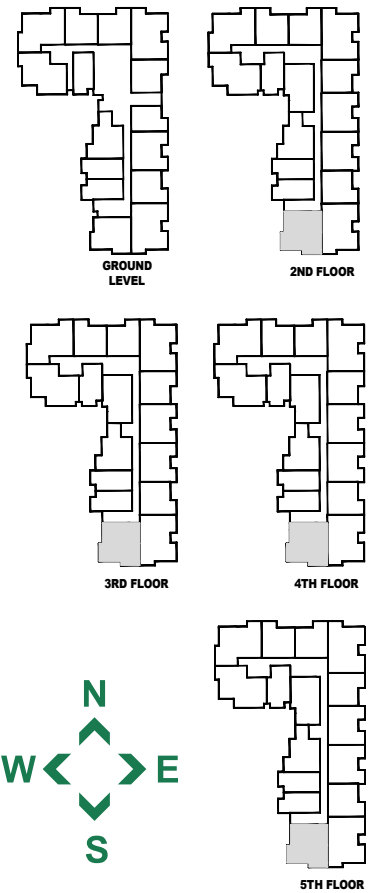 GROUND
LEVEL
2ND FLOOR
3RD FLOOR
4TH FLOOR
N
W E
S
5TH FLOOR